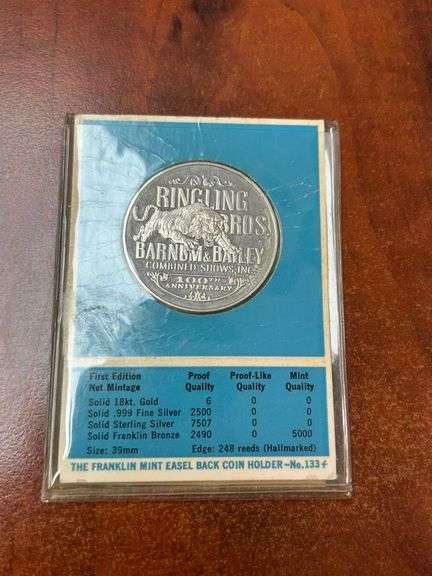 RINGLING
BROS.
BARNUM & BAILEY
COMBINED SHOWS, INC.
100TH
ANNIVERSARY
First Edition Proof Proof-Like Mint
Net Mintage Quality Quality Quality
Solid 18kt. Gold 6 0 0
Solid .999 Fine Silver 2500 0 0
Solid Sterling Silver 7507 0 0
Solid Franklin Bronze 2490 0 5000
Size: 39mm Edge: 248 reeds (Hallmarked)
THE FRANKLIN MINT EASEL BACK COIN HOLDER~No. 133